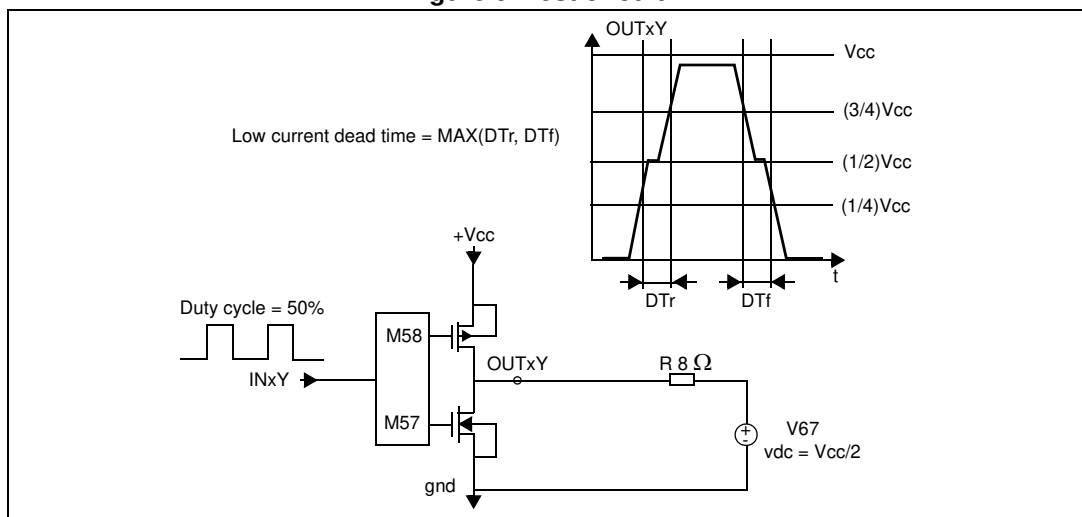 OUTxY
Vcc
(3/4)Vcc
Low current dead time = MAX(DTr, DTf)
(1/2)Vcc
(1/4)Vcc
+Vcc
t
DTr
DTf
Duty cycle = 50%
M58
OUTxY
R 8 Ω
INxY
M57
+
-
V67
vdc = Vcc/2
gnd